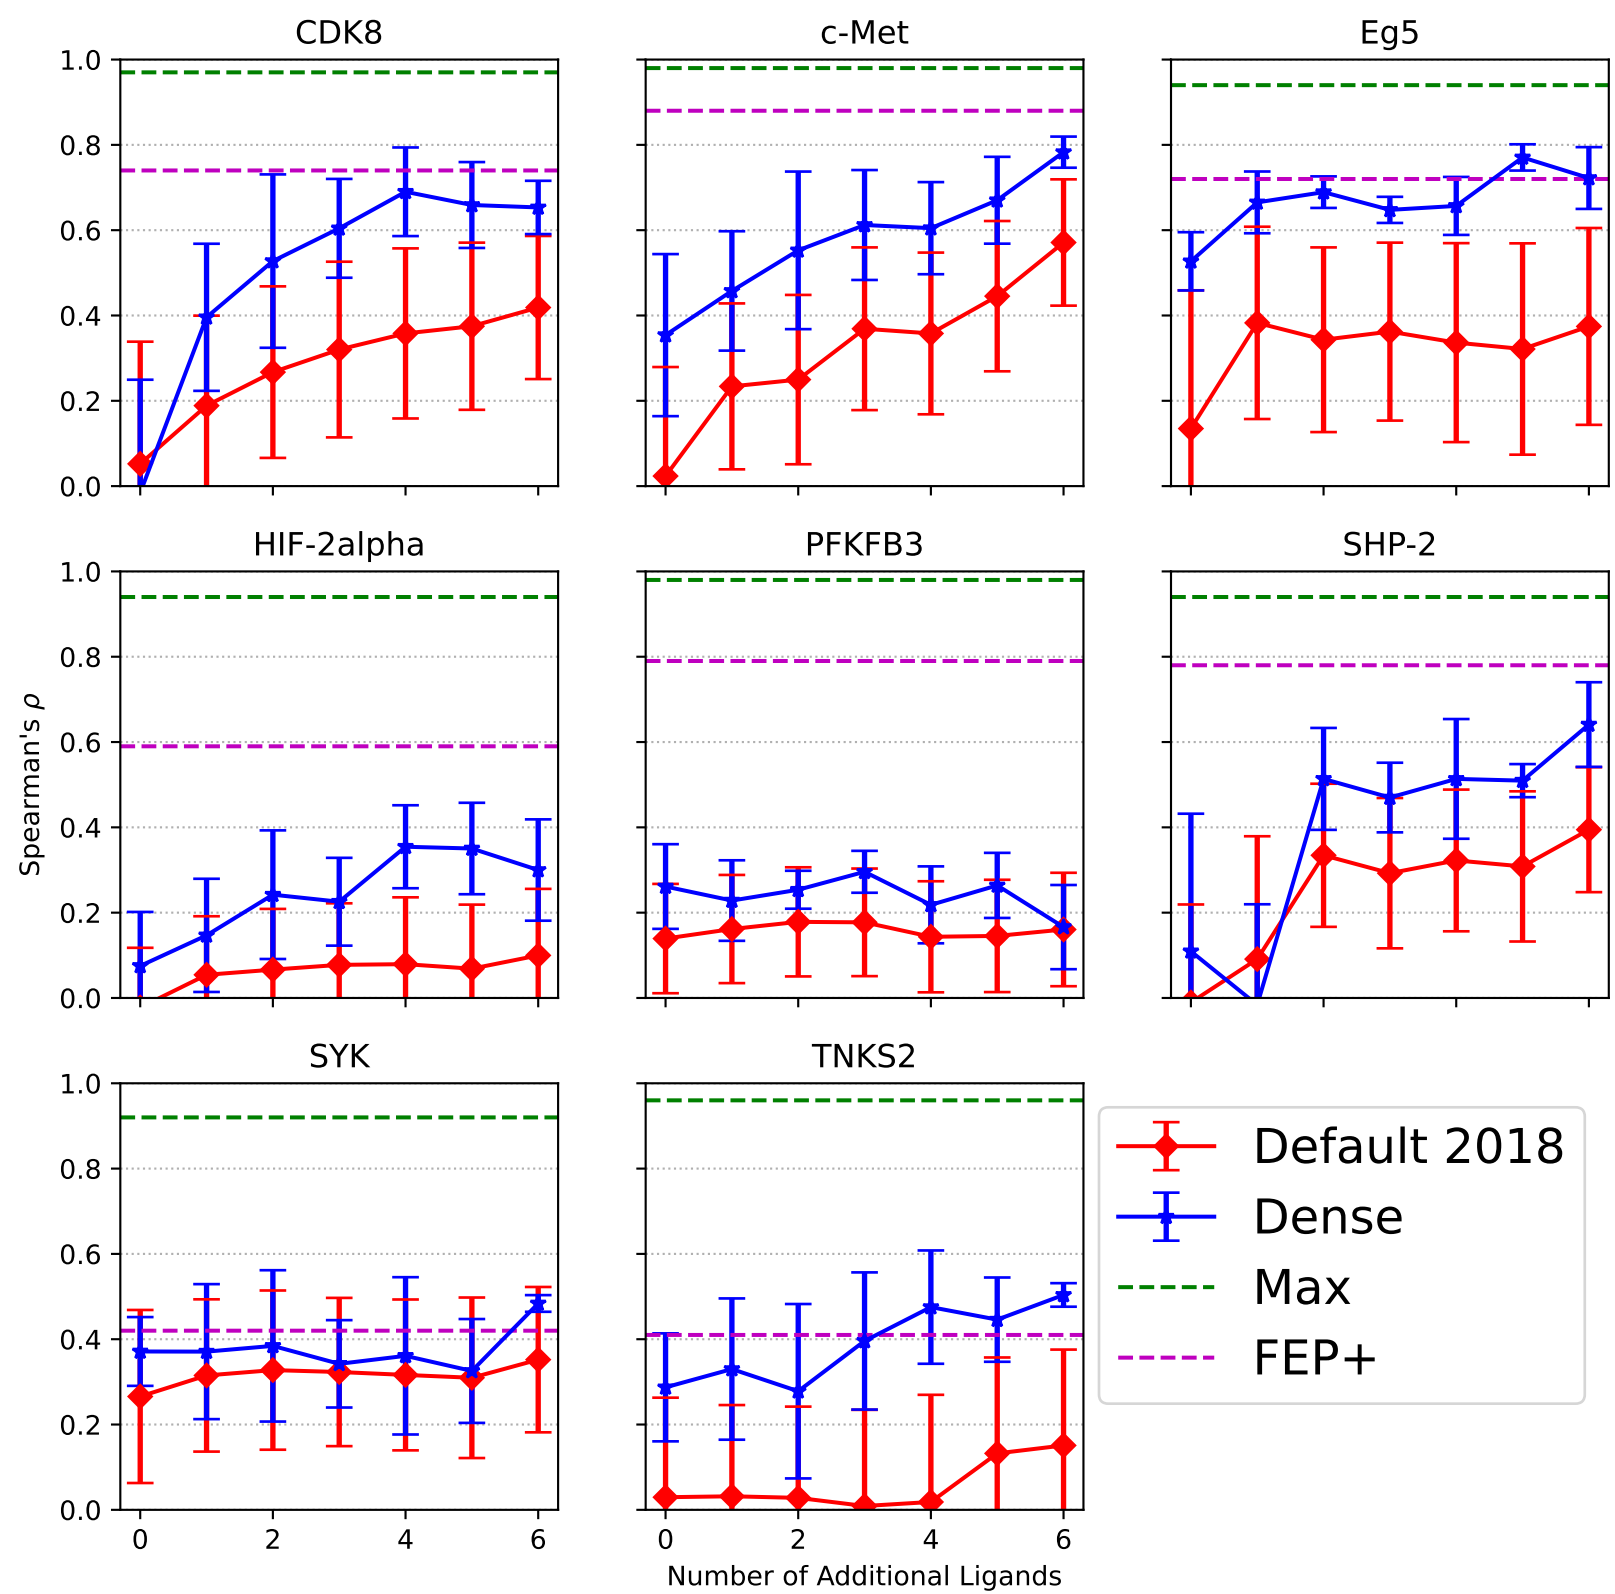 CDK8
c-Met
Eg5
1.0
0.8
0.6
0.4
0.2
0.0
HIF-2alpha
PFKFB3
SHP-2
1.0
0.8
0.6
0.4
0.2
0.0
Spearman's ρ
SYK
TNKS2
1.0
0.8
0.6
0.4
0.2
0.0
0 2 4 6
0 2 4 6
Number of Additional Ligands
Default 2018
Dense
Max
FEP+